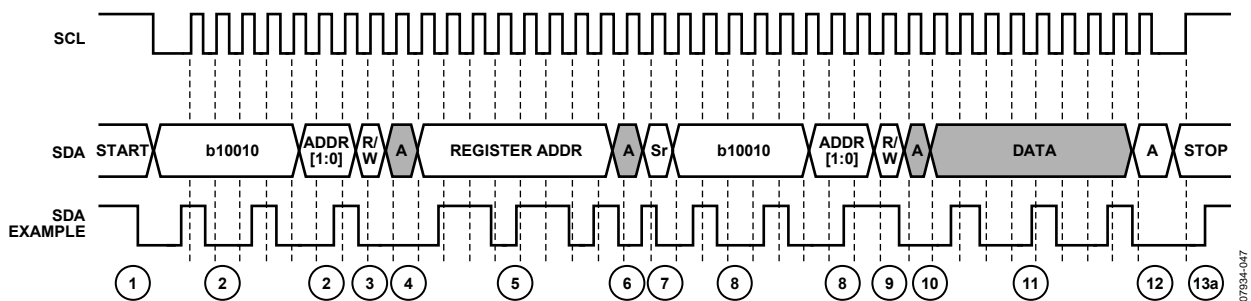 SCL
SDA START b10010 ADDR [1:0] R/W A REGISTER ADDR A Sr b10010 ADDR [1:0] R/W A DATA A STOP
SDA EXAMPLE
1 2 2 3 4 5 6 7 8 8 9 10 11 12 13a
07934-047